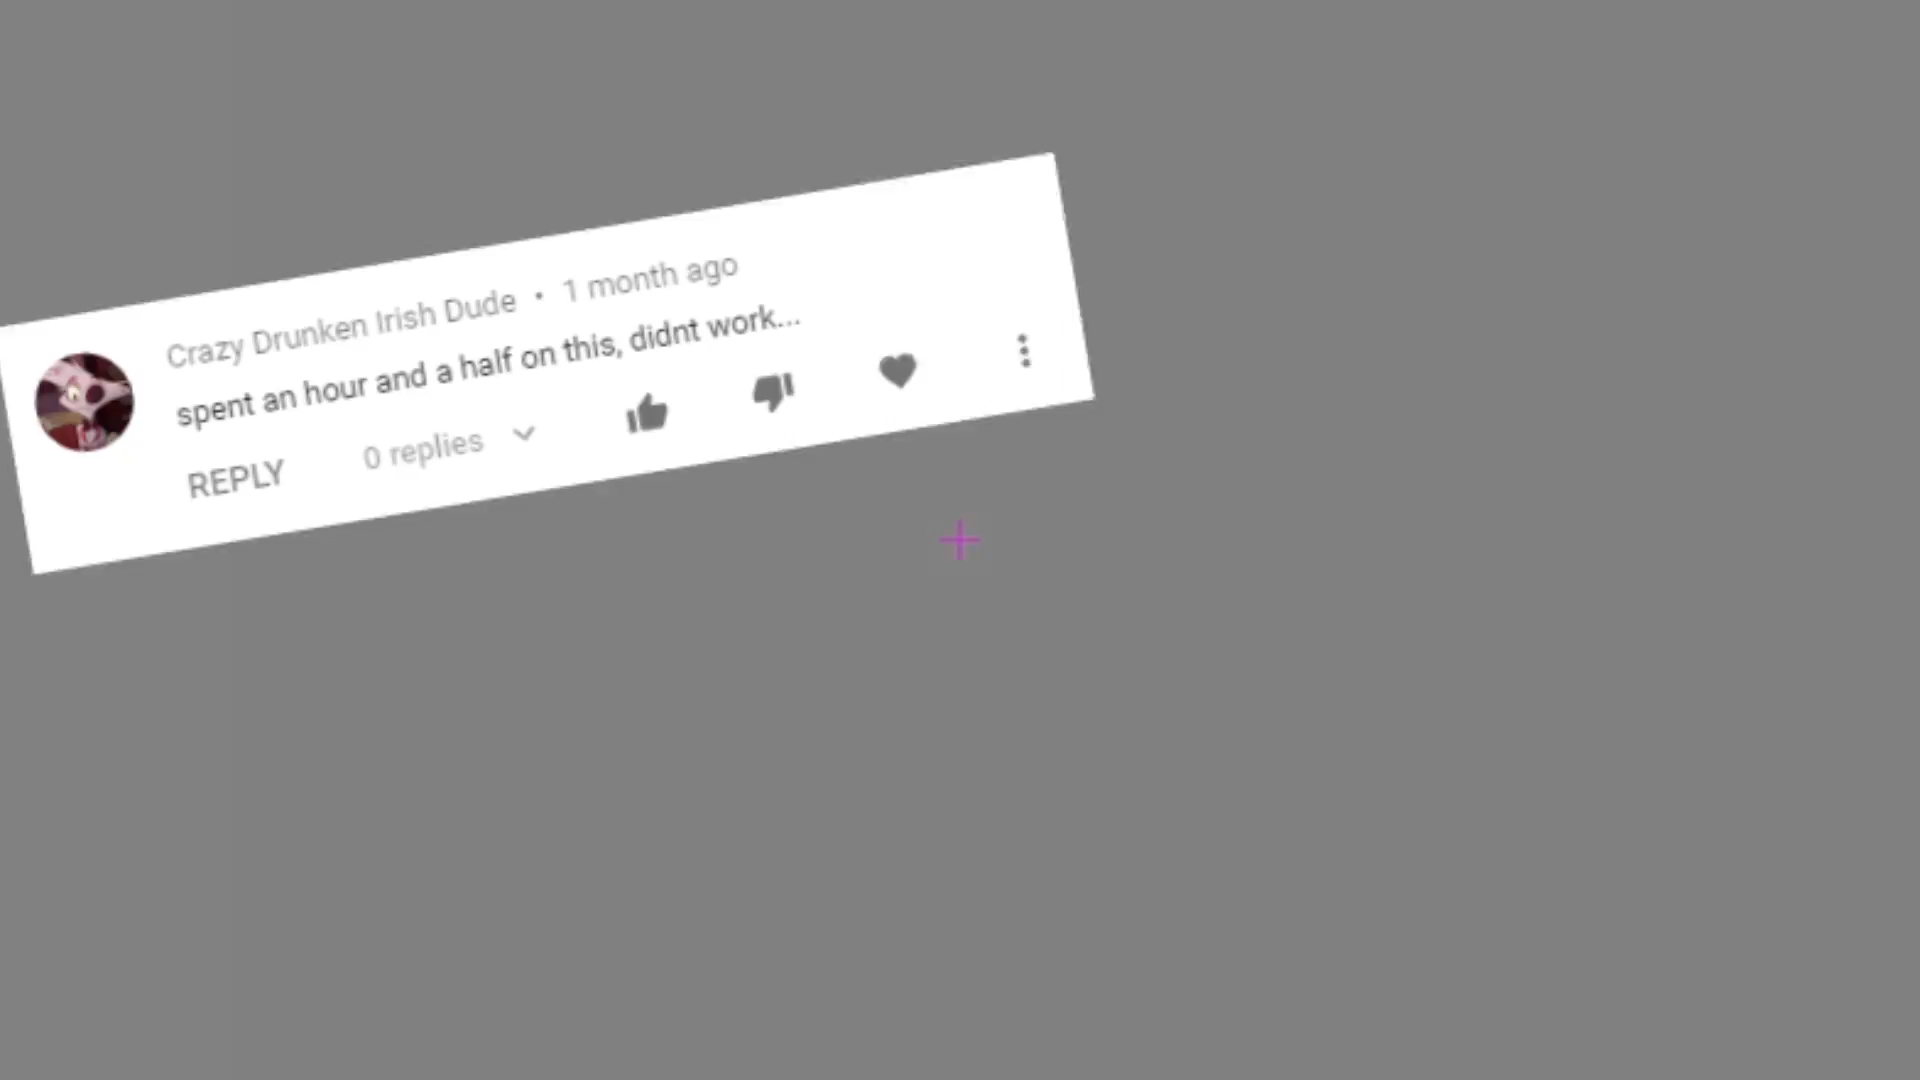 Crazy Drunken Irish Dude • 1 month ago
spent an hour and a half on this, didnt work...
REPLY 0 replies